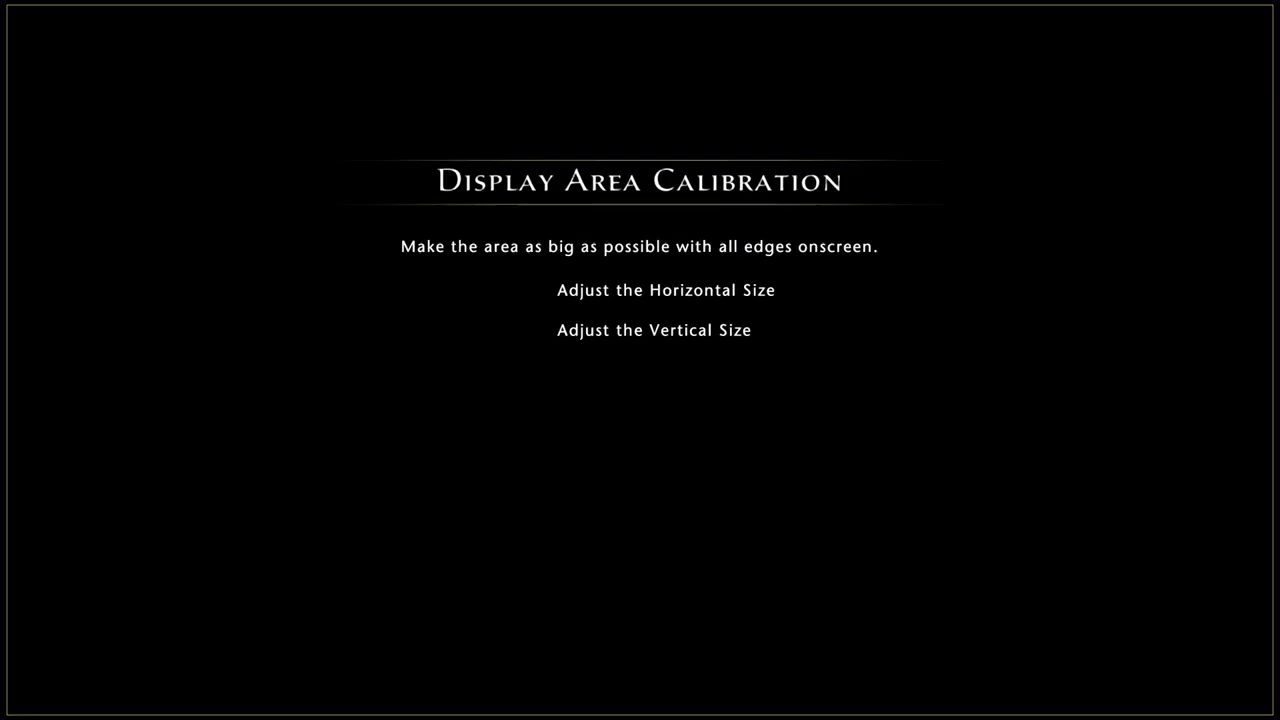 Display Area Calibration
Make the area as big as possible with all edges onscreen.
Adjust the Horizontal Size
Adjust the Vertical Size